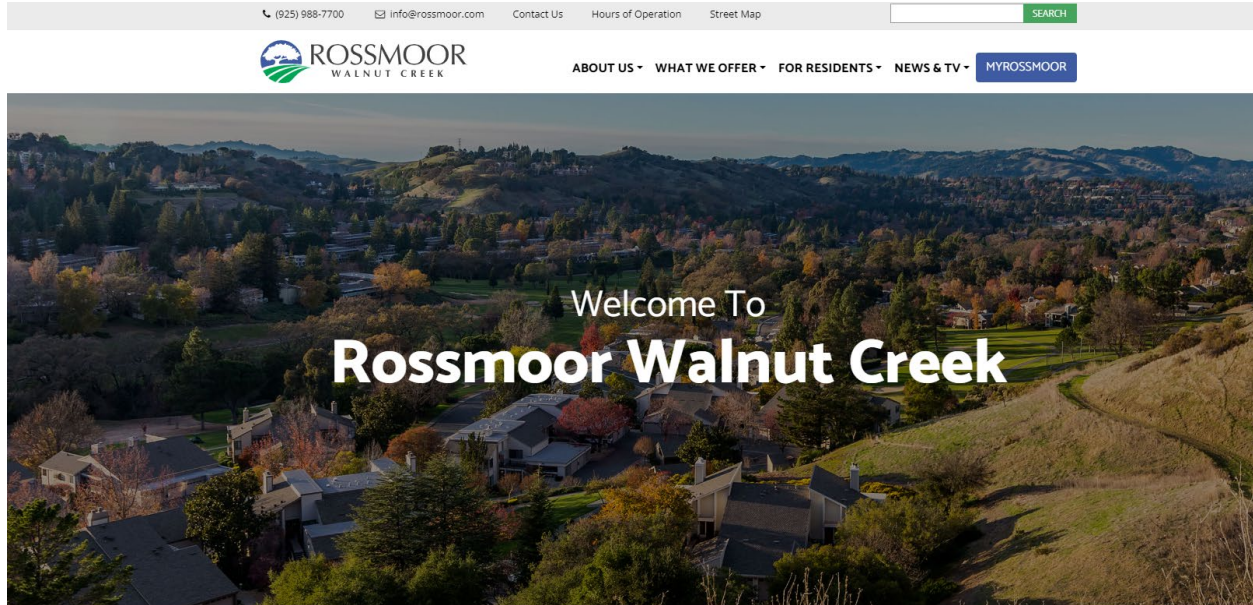 (925) 988-7700 info@rossmoor.com Contact Us Hours of Operation Street Map SEARCH
ROSSMOOR
WALNUT CREEK
ABOUT US WHAT WE OFFER FOR RESIDENTS NEWS & TV MYROSSMOOR
Welcome To
Rossmoor Walnut Creek